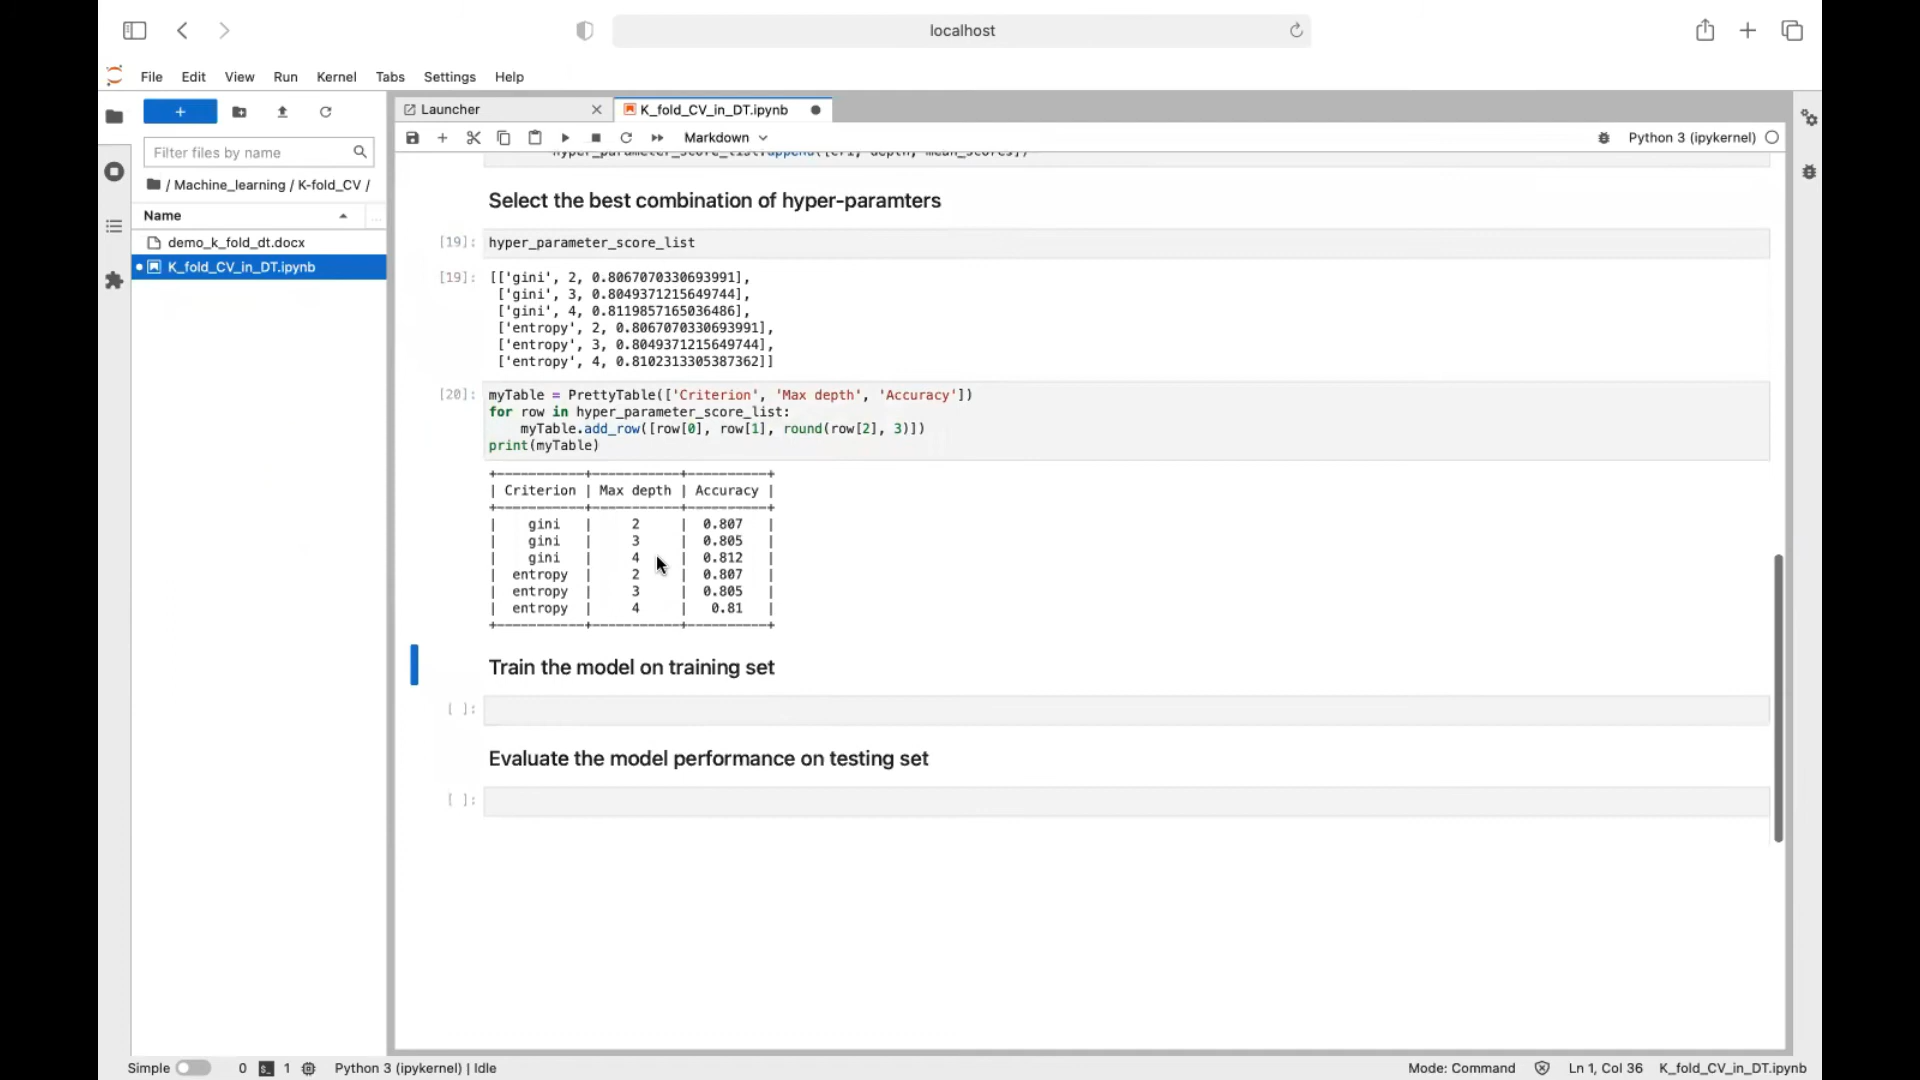 localhost
File Edit View Run Kernel Tabs Settings Help
Launcher
K_fold_CV_in_DT.ipynb
Markdown
Python 3 (ipykernel)
Filter files by name
/ Machine_learning / K-fold_CV /
Name
demo_k_fold_dt.docx
K_fold_CV_in_DT.ipynb
hyper_parameter_score_list.append([cri, depth, mean_scores])
Select the best combination of hyper-paramters
[19]: hyper_parameter_score_list
[19]: [['gini', 2, 0.8067070330693991],
['gini', 3, 0.8049371215649744],
['gini', 4, 0.8119857165036486],
['entropy', 2, 0.8067070330693991],
['entropy', 3, 0.8049371215649744],
['entropy', 4, 0.8102313305387362]]
[20]: myTable = PrettyTable(['Criterion', 'Max depth', 'Accuracy'])
for row in hyper_parameter_score_list:
myTable.add_row([row[0], row[1], round(row[2], 3)])
print(myTable)
+-----------+-----------+----------+
| Criterion | Max depth | Accuracy |
+-----------+-----------+----------+
| gini | 2 | 0.807 |
| gini | 3 | 0.805 |
| gini | 4 | 0.812 |
| entropy | 2 | 0.807 |
| entropy | 3 | 0.805 |
| entropy | 4 | 0.81 |
+-----------+-----------+----------+
Train the model on training set
[ ]:
Evaluate the model performance on testing set
[ ]:
Simple 0 1 Python 3 (ipykernel) | Idle Mode: Command Ln 1, Col 36 K_fold_CV_in_DT.ipynb